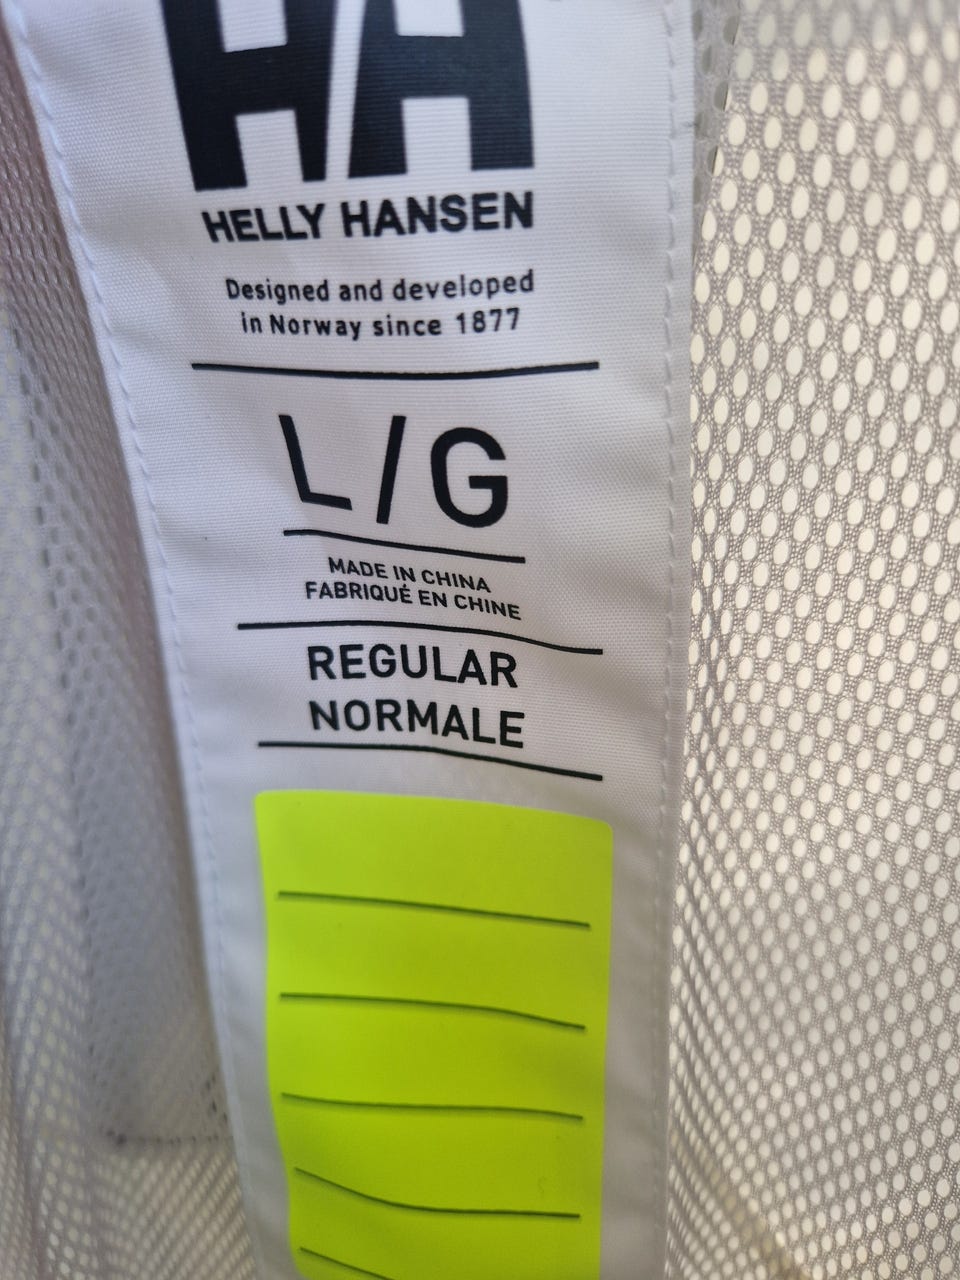 HH
HELLY HANSEN
Designed and developed
in Norway since 1877
L/G
MADE IN CHINA
FABRIQUÉ EN CHINE
REGULAR
NORMALE